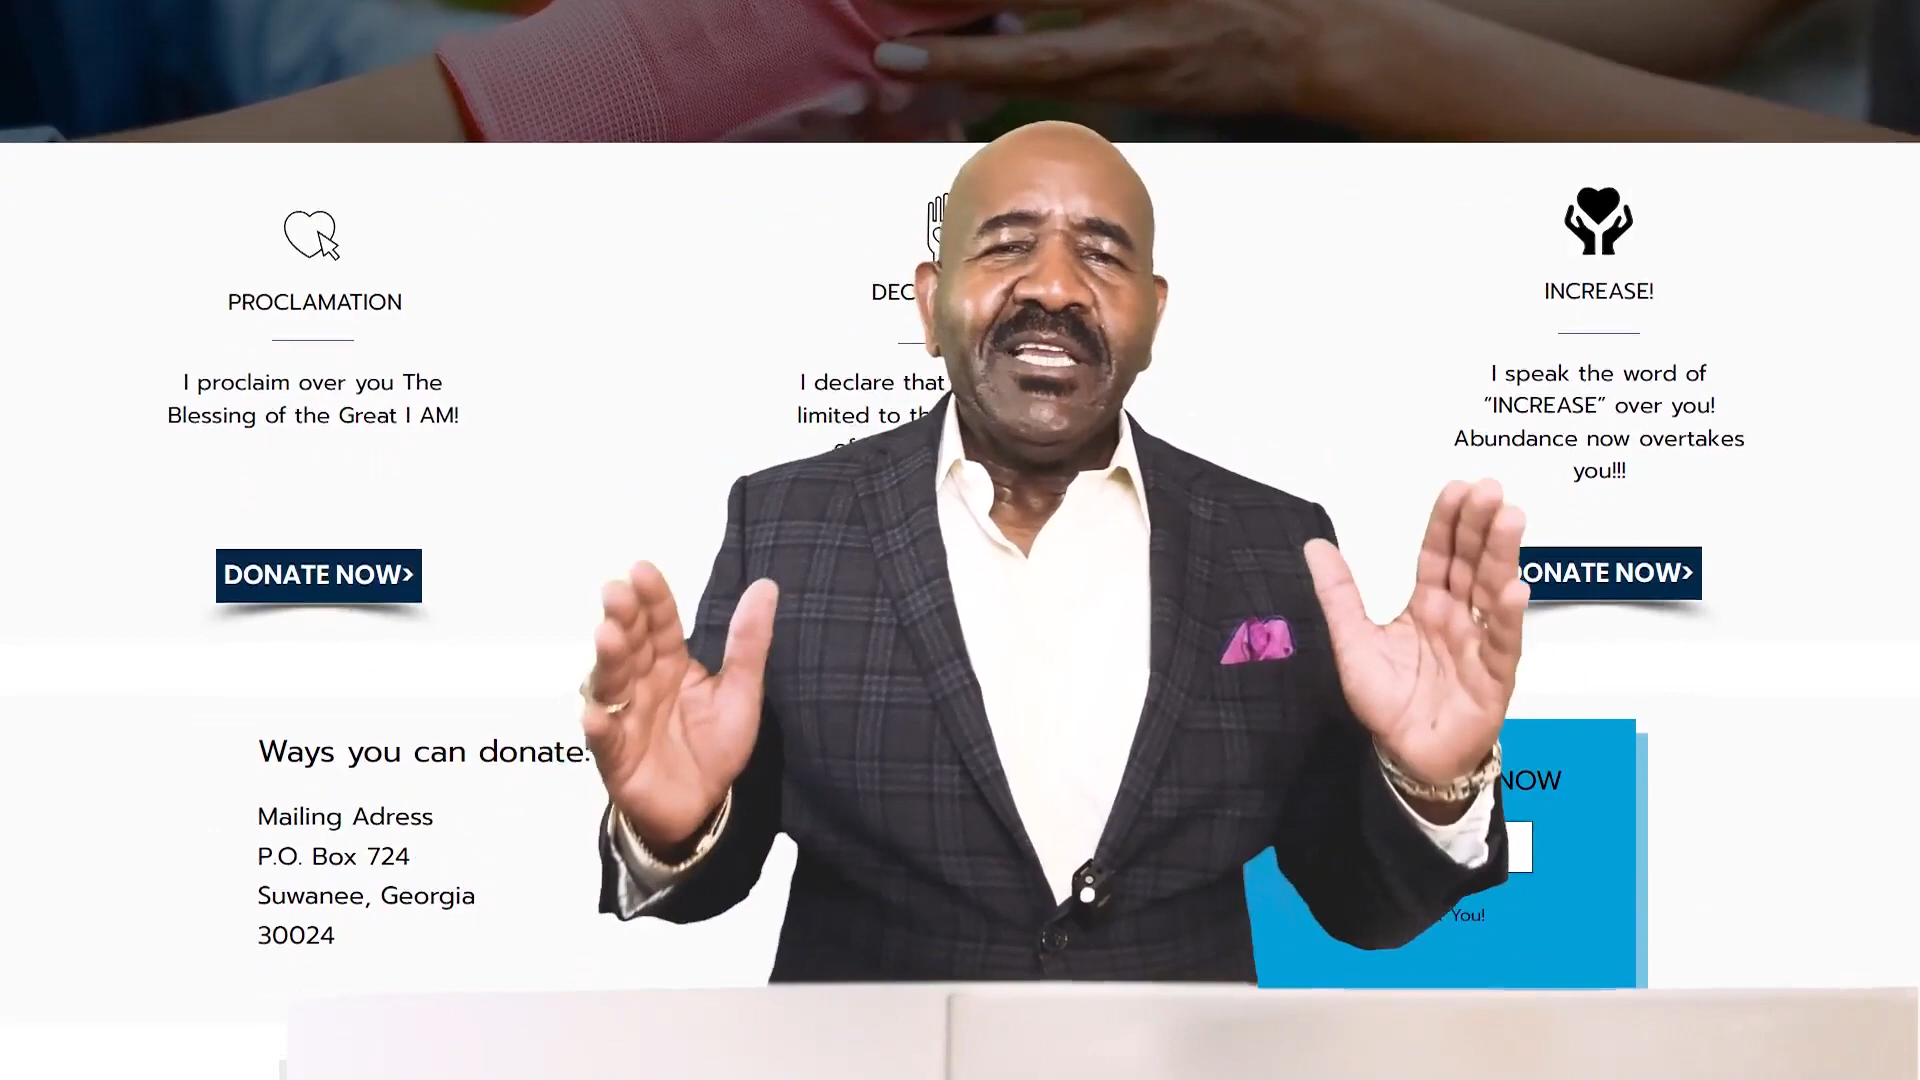 PROCLAMATION
I proclaim over you The
Blessing of the Great I AM!
DONATE NOW>
I declare that
limited to
INCREASE!
I speak the word of
“INCREASE” over you!
Abundance now overtakes
you!!!
DONATE NOW>
Ways you can donate:
Mailing Adress
P.O. Box 724
Suwanee, Georgia
30024
NOW
You!